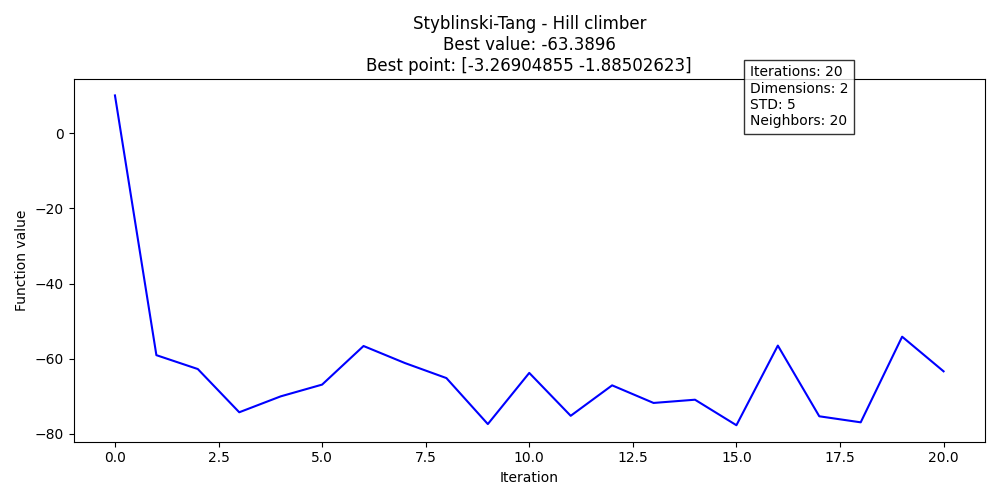 Styblinski-Tang - Hill climber
Best value: -63.3896
Best point: [-3.26904855 -1.88502623]
Iterations: 20
Dimensions: 2
STD: 5
Neighbors: 20
Function value
0
−20
−40
−60
−80
0.0 2.5 5.0 7.5 10.0 12.5 15.0 17.5 20.0
Iteration